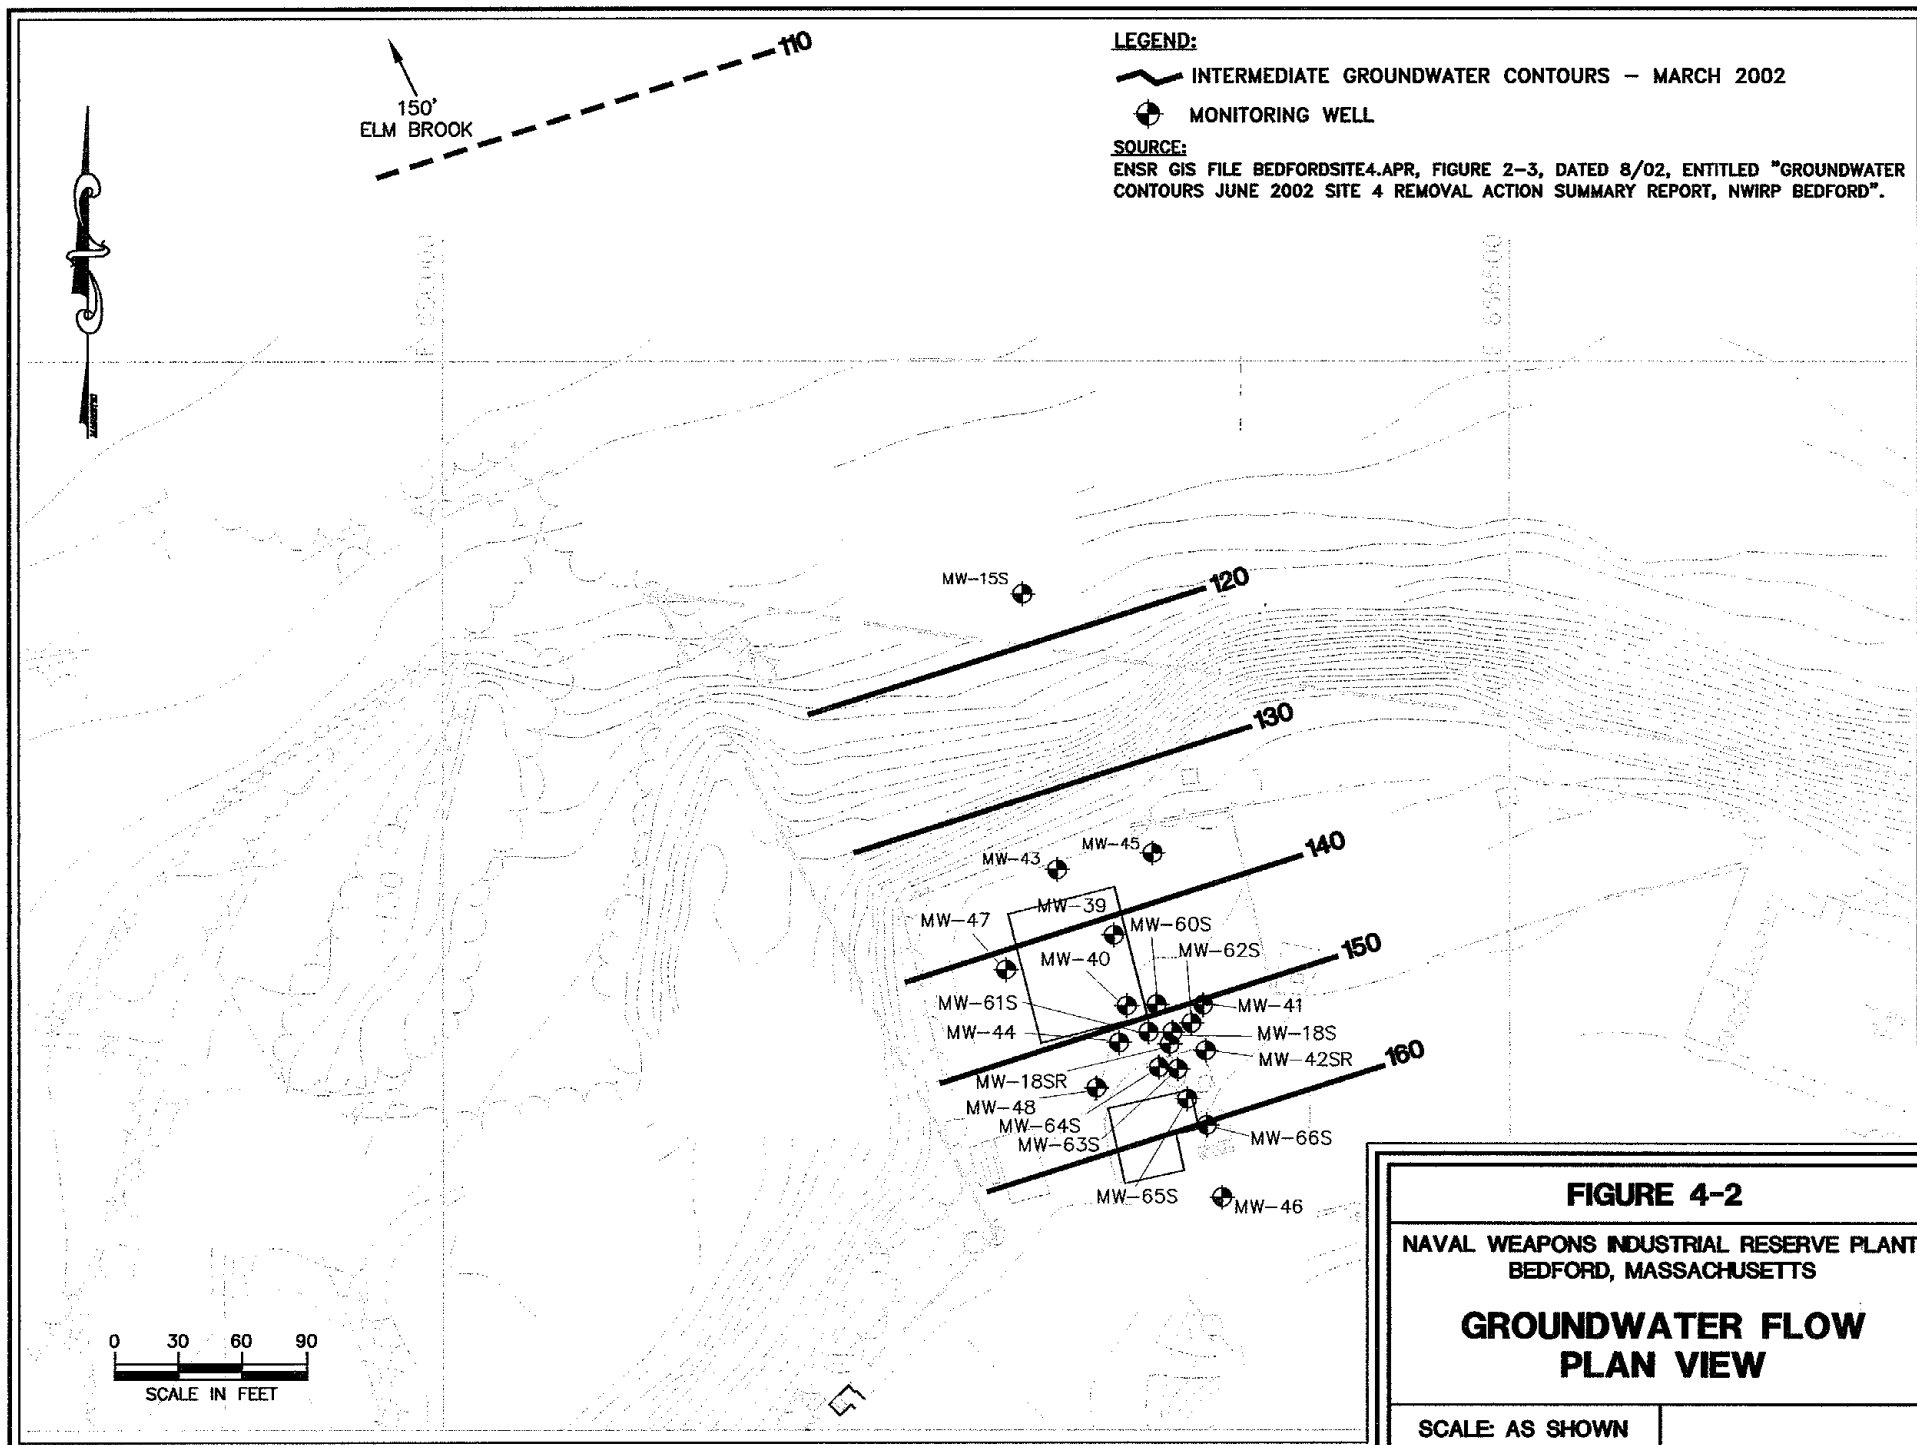 110
150'
ELM BROOK
LEGEND:
INTERMEDIATE GROUNDWATER CONTOURS – MARCH 2002
MONITORING WELL
SOURCE:
ENSR GIS FILE BEDFORDSITE4.APR, FIGURE 2–3, DATED 8/02, ENTITLED "GROUNDWATER
CONTOURS JUNE 2002 SITE 4 REMOVAL ACTION SUMMARY REPORT, NWIRP BEDFORD".
MW-15S
120
130
MW-43
MW-45
140
MW-39
MW-47
MW-60S
MW-40
MW-62S
150
MW-61S
MW-41
MW-44
MW-18S
MW-42SR
160
MW-18SR
MW-48
MW-64S
MW-63S
MW-66S
MW-65S
MW-46
0 30 60 90
SCALE IN FEET
FIGURE 4-2
NAVAL WEAPONS INDUSTRIAL RESERVE PLANT
BEDFORD, MASSACHUSETTS
GROUNDWATER FLOW
PLAN VIEW
SCALE: AS SHOWN